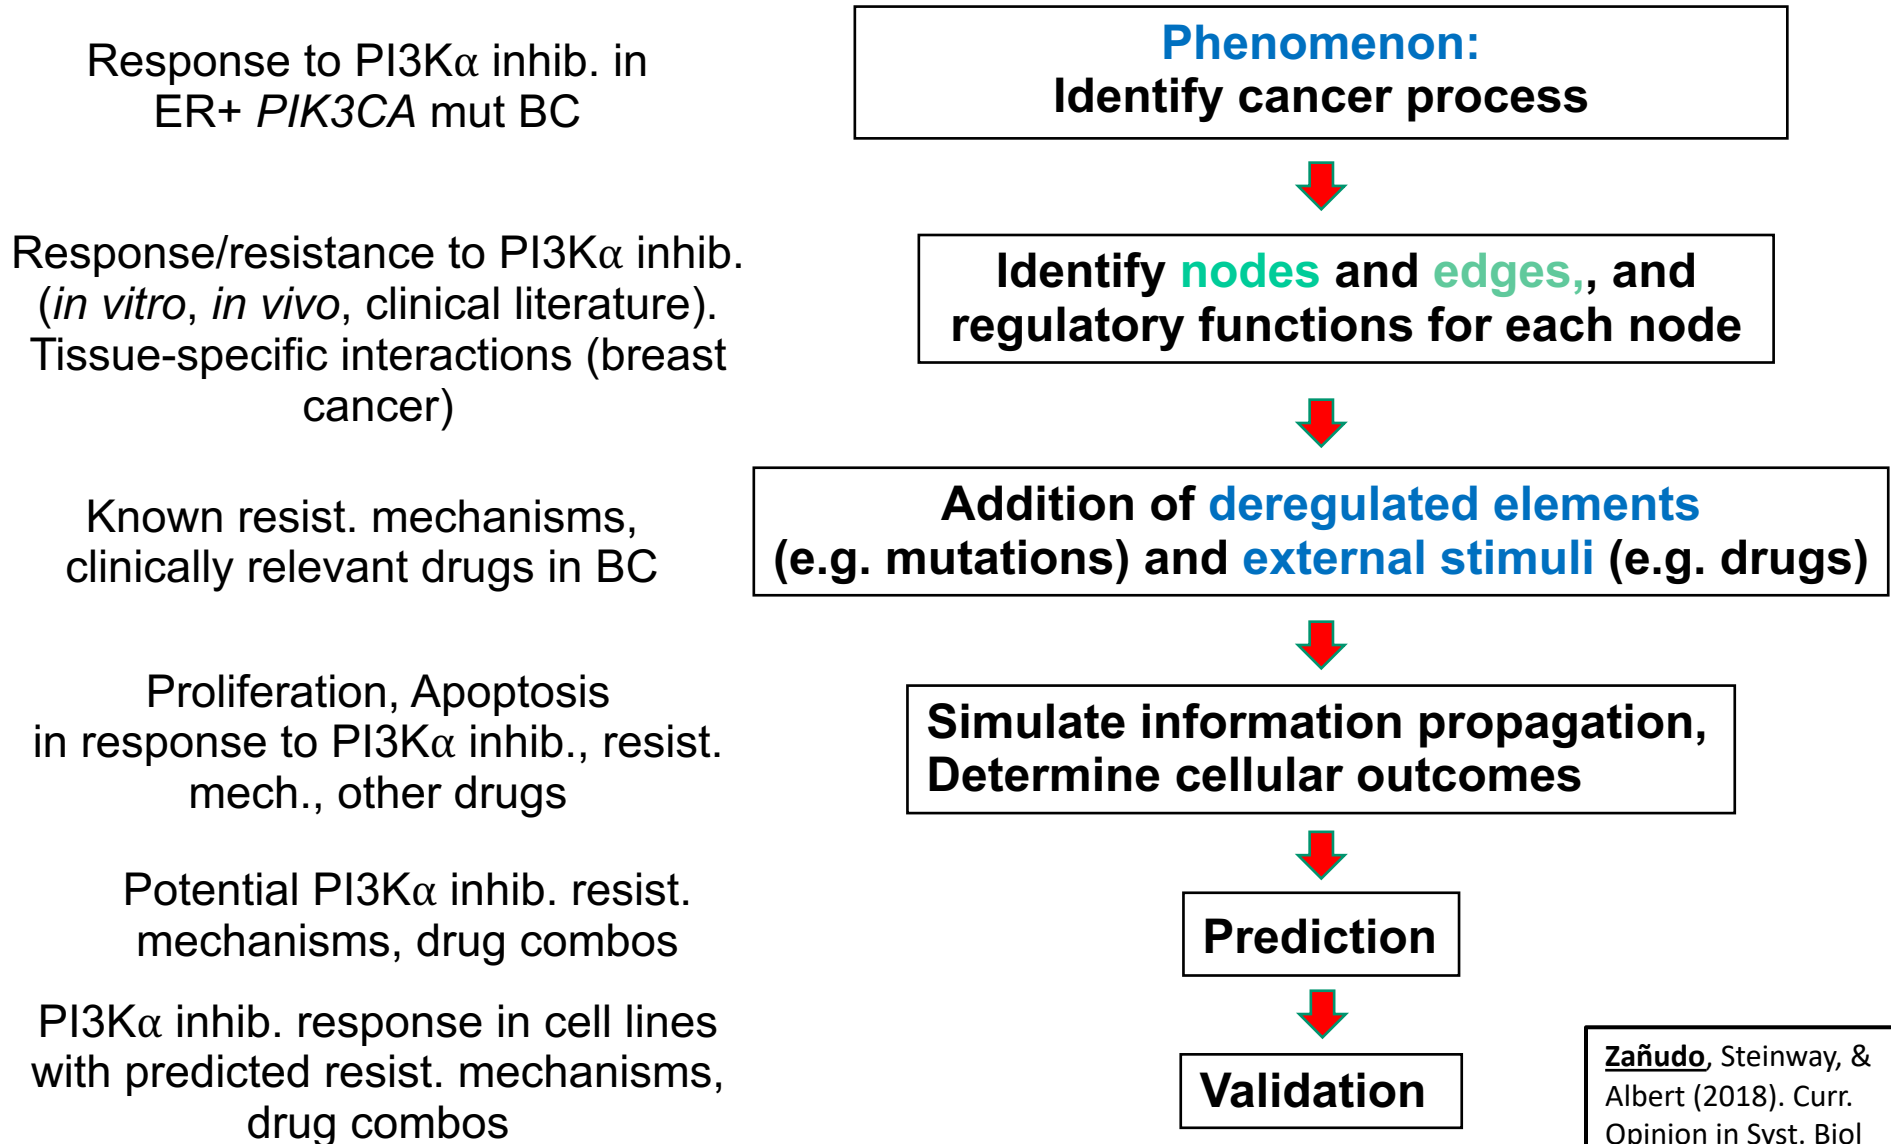 Response to PI3Kα inhib. in
ER+ PIK3CA mut BC
Phenomenon:
Identify cancer process
Response/resistance to PI3Kα inhib.
(in vitro, in vivo, clinical literature).
Tissue-specific interactions (breast
cancer)
Identify nodes and edges,, and
regulatory functions for each node
Known resist. mechanisms,
clinically relevant drugs in BC
Addition of deregulated elements
(e.g. mutations) and external stimuli (e.g. drugs)
Proliferation, Apoptosis
in response to PI3Kα inhib., resist.
mech., other drugs
Simulate information propagation,
Determine cellular outcomes
Potential PI3Kα inhib. resist.
mechanisms, drug combos
Prediction
PI3Kα inhib. response in cell lines
with predicted resist. mechanisms,
drug combos
Validation
Zañudo, Steinway, &
Albert (2018). Curr.
Opinion in Syst. Biol